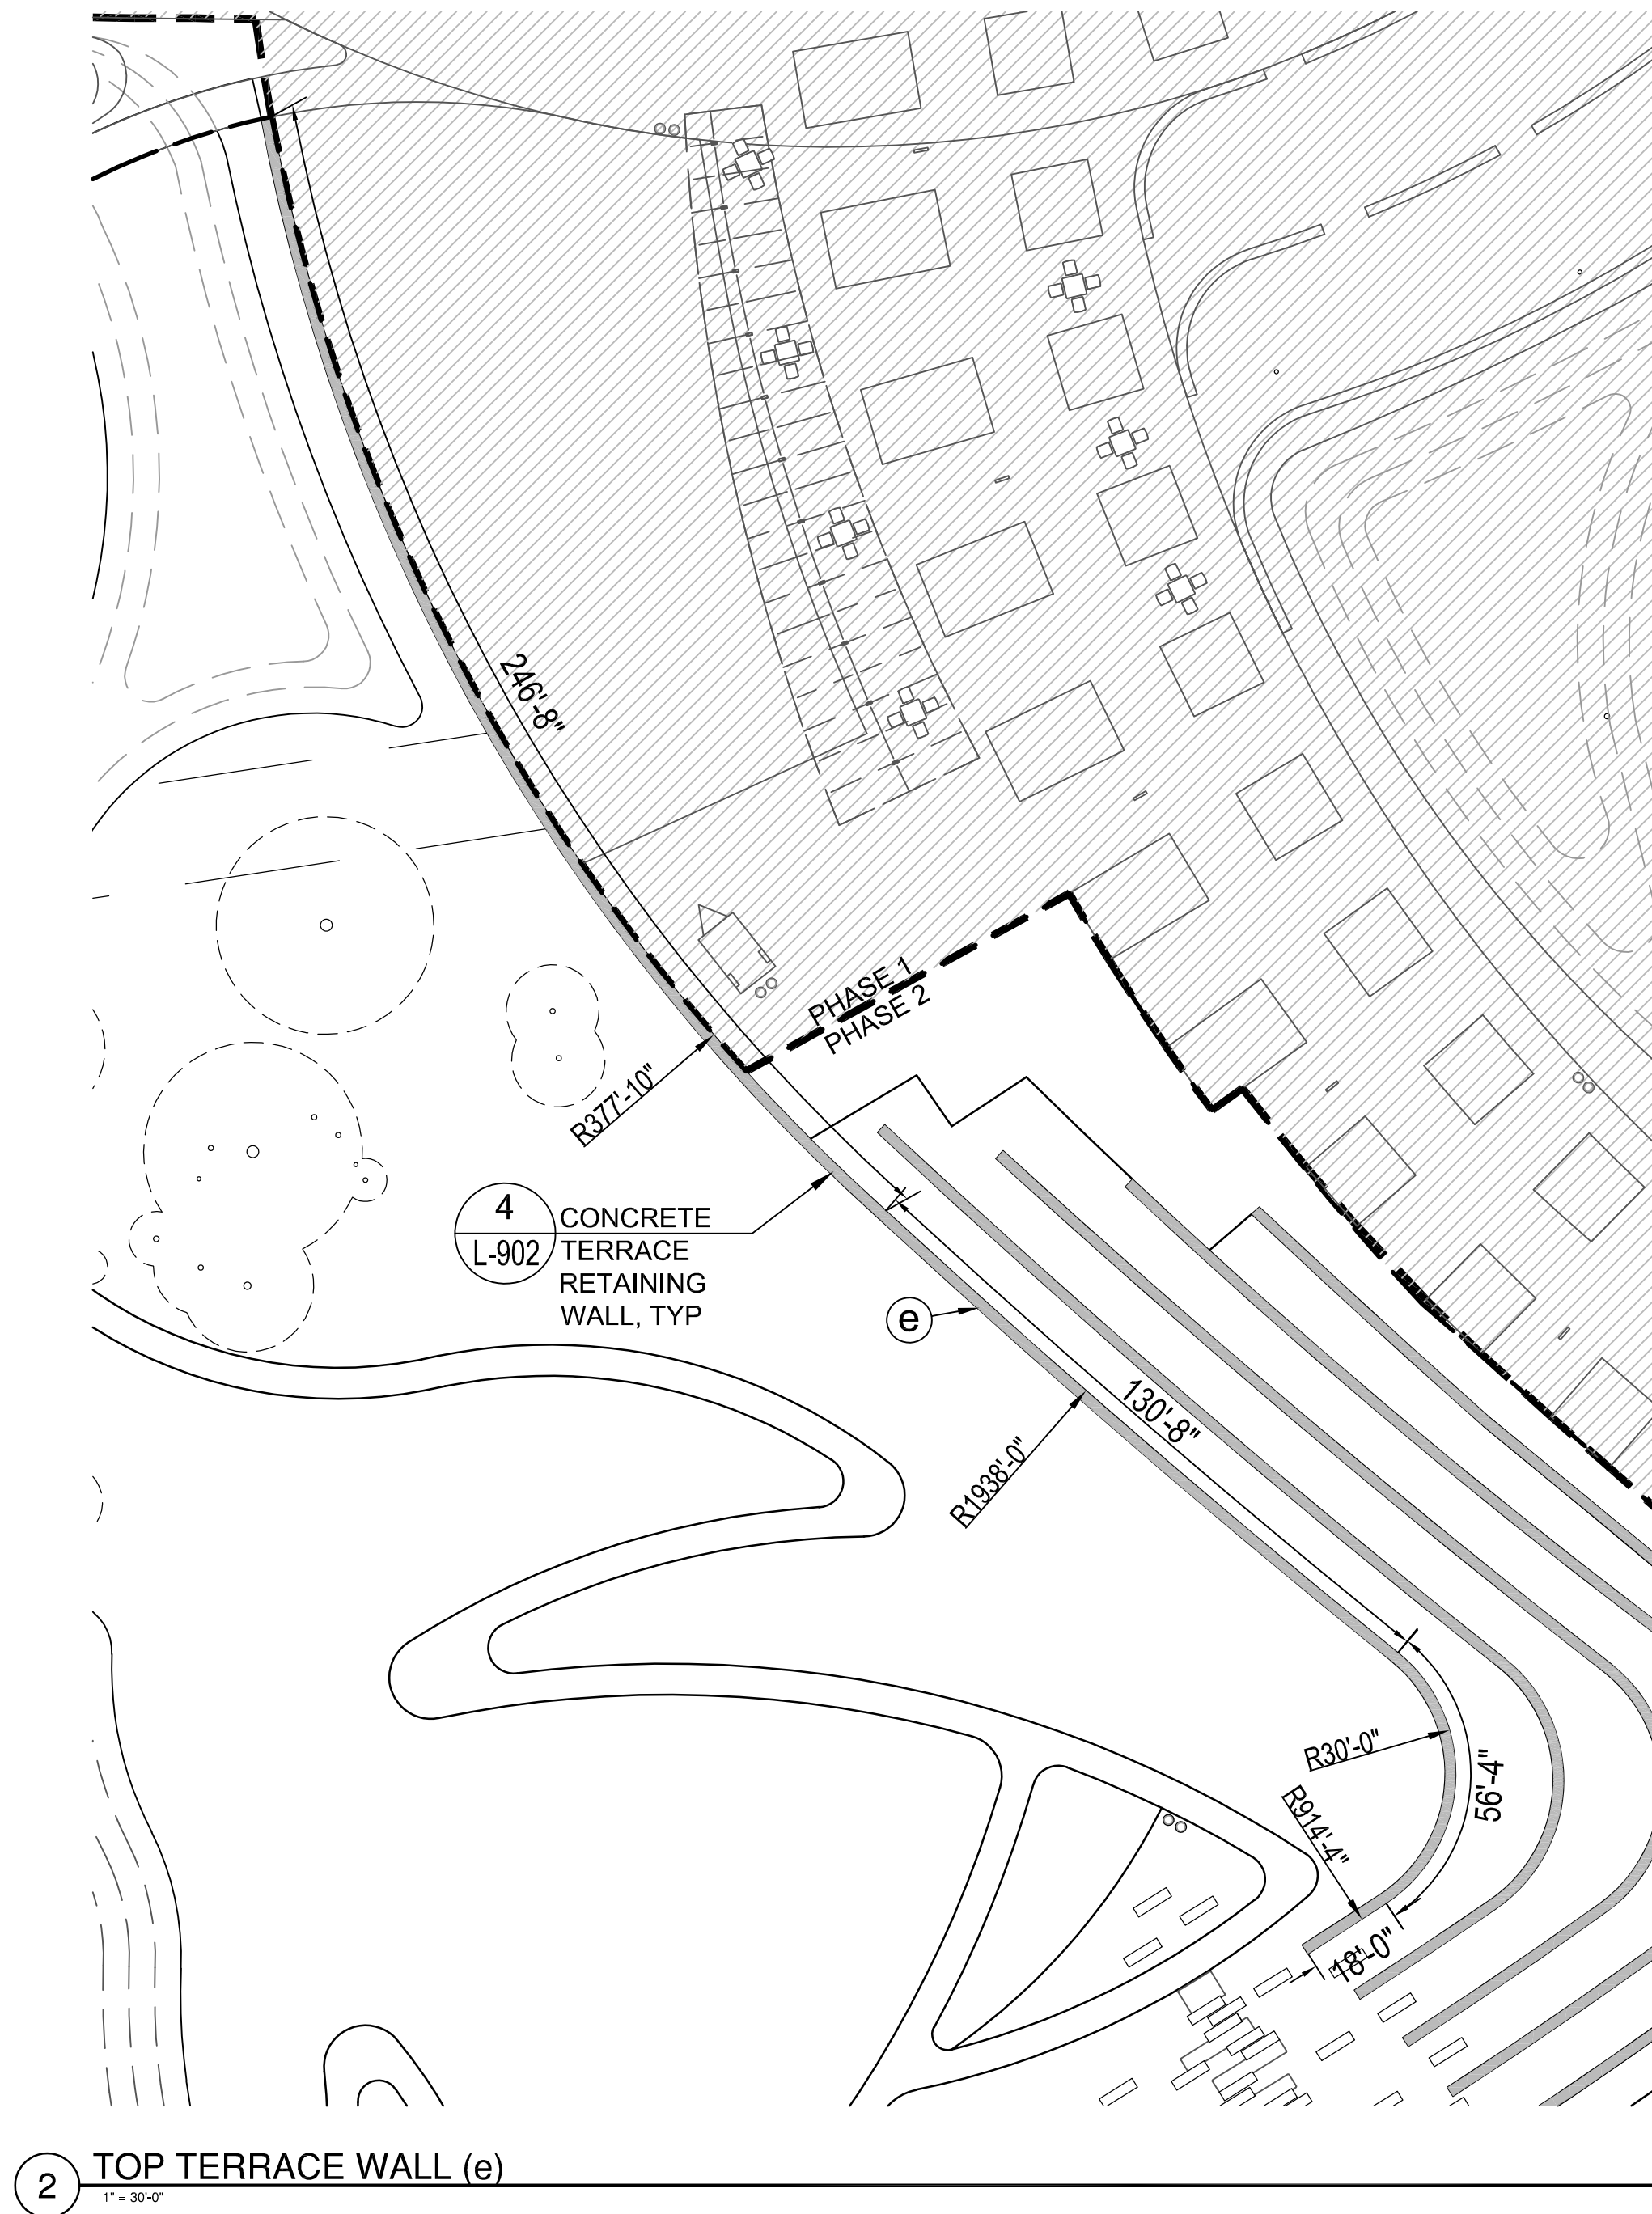 246'-8"
PHASE 1
PHASE 2
R377'-10"
4
L-902
CONCRETE
TERRACE
RETAINING
WALL, TYP
e
130'-8"
R1938'-0"
R30'-0"
56'-4"
R914'-4"
18'-0"
2
TOP TERRACE WALL (e)
1" = 30'-0"